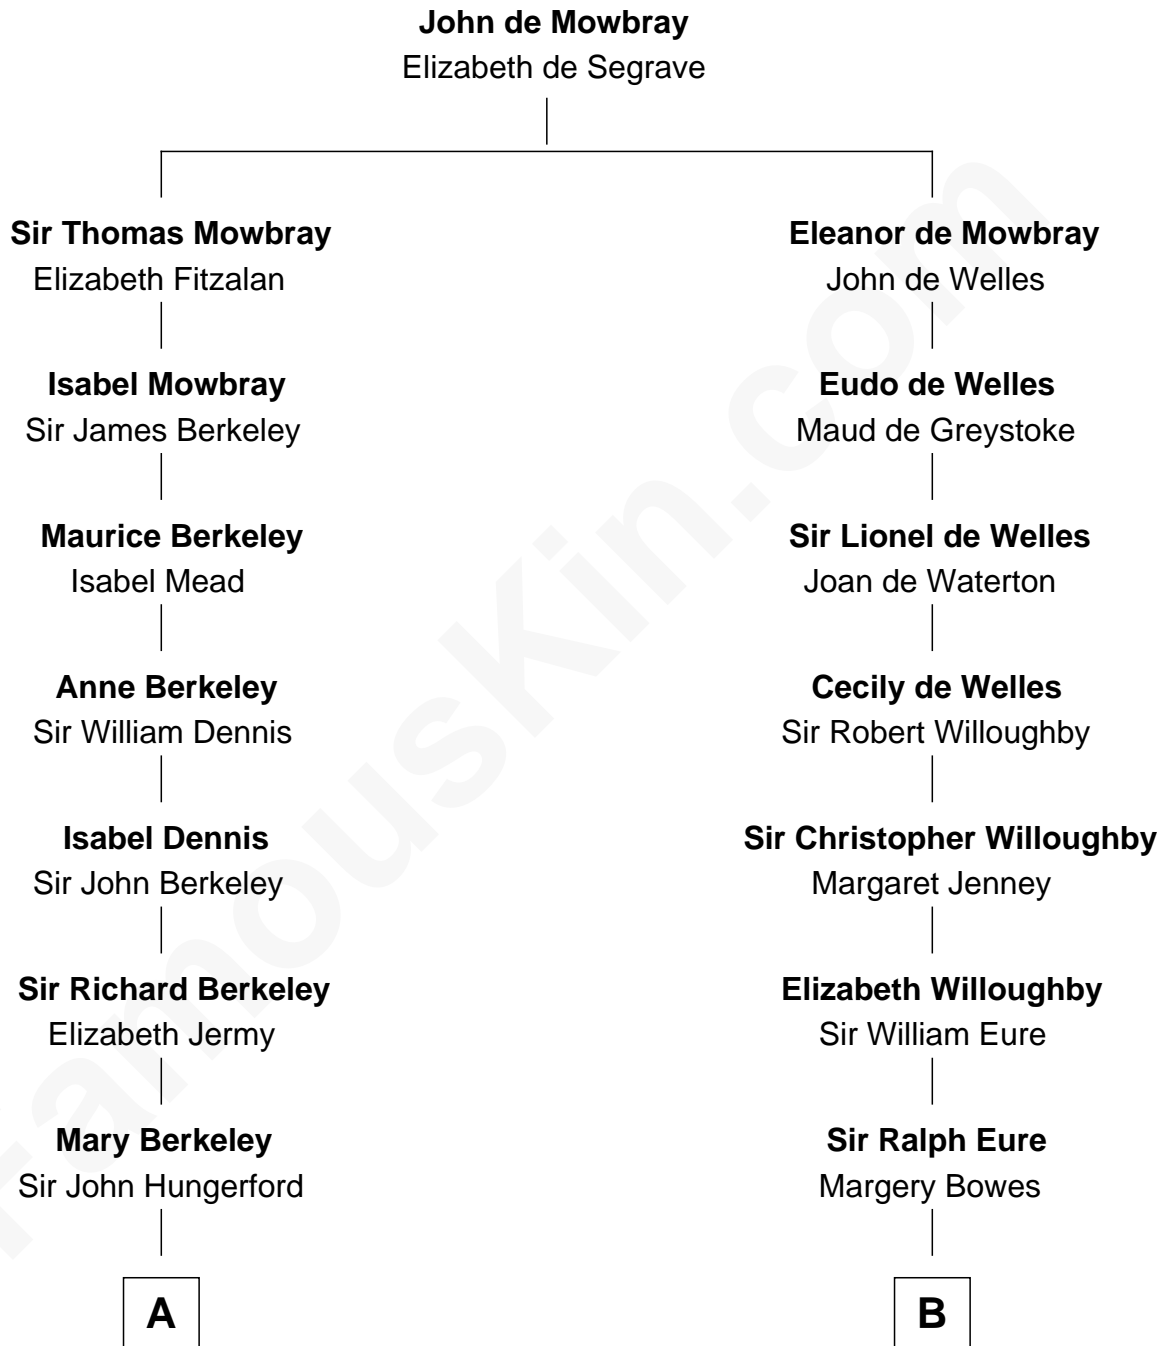 John de Mowbray
Elizabeth de Segrave
Sir Thomas Mowbray
Elizabeth Fitzalan
Eleanor de Mowbray
John de Welles
Isabel Mowbray
Sir James Berkeley
Eudo de Welles
Maud de Greystoke
Maurice Berkeley
Isabel Mead
Sir Lionel de Welles
Joan de Waterton
Anne Berkeley
Sir William Dennis
Cecily de Welles
Sir Robert Willoughby
Isabel Dennis
Sir John Berkeley
Sir Christopher Willoughby
Margaret Jenney
Sir Richard Berkeley
Elizabeth Jermy
Elizabeth Willoughby
Sir William Eure
Mary Berkeley
Sir John Hungerford
Sir Ralph Eure
Margery Bowes
A
B
FamousKin.com